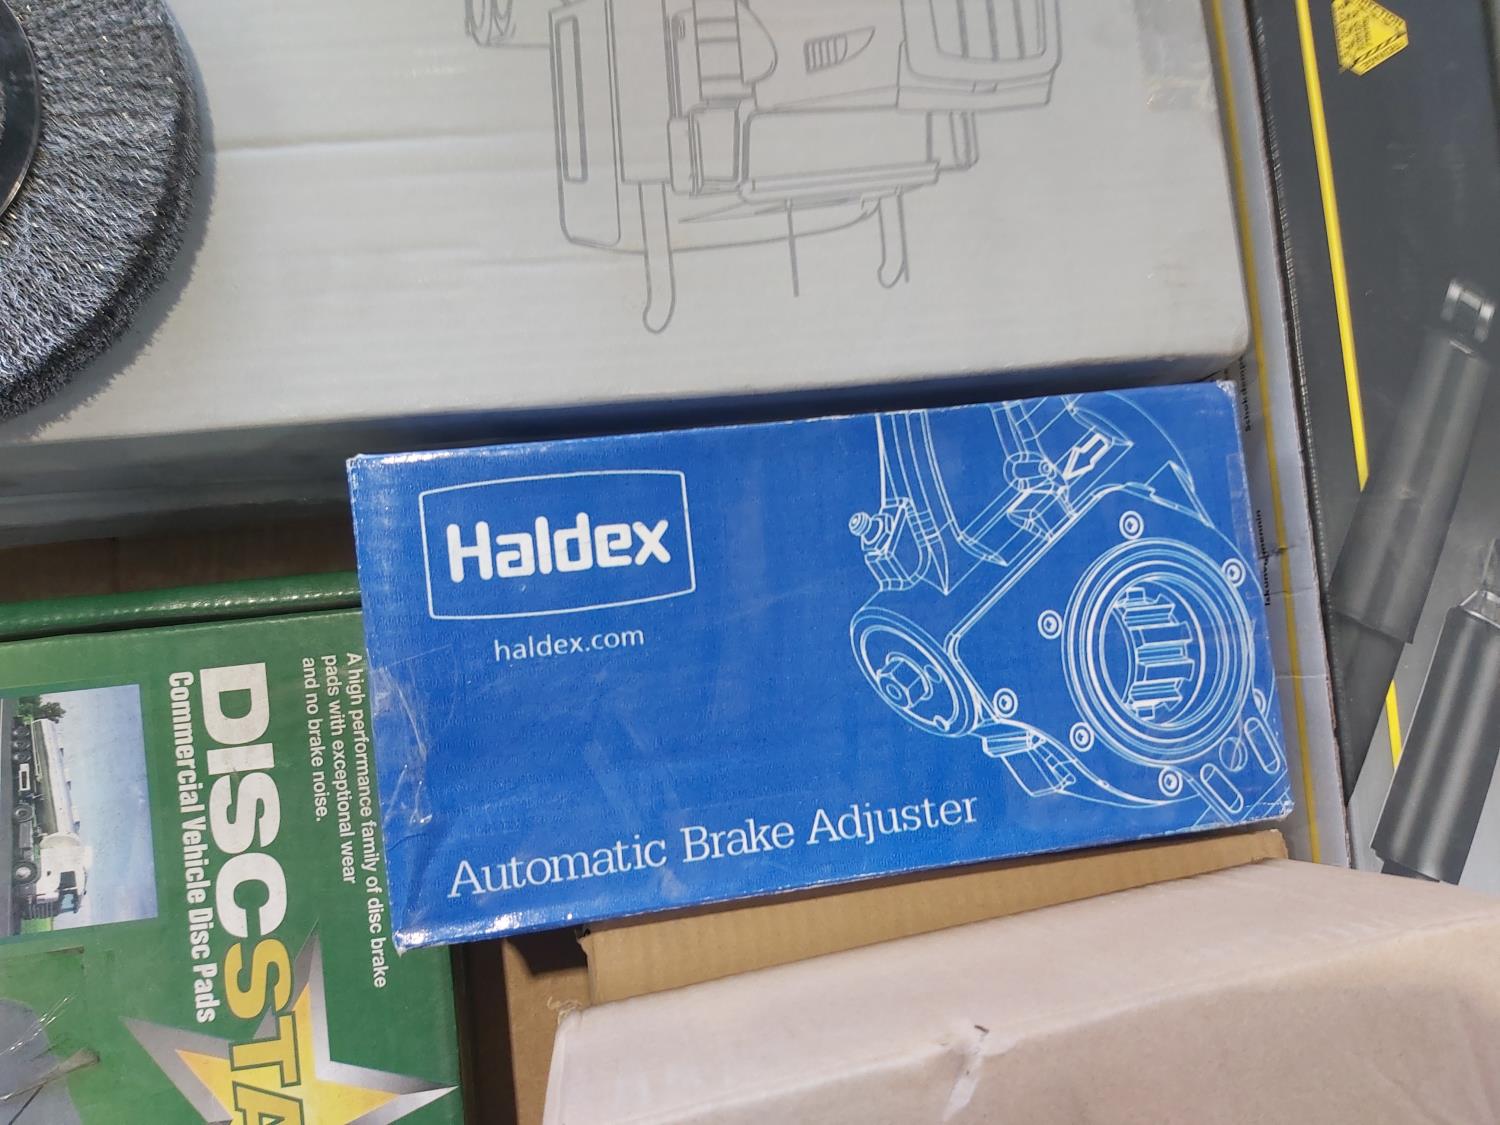 Haldex
haldex.com
Automatic Brake Adjuster
A high performance family of disc brake
pads with exceptional wear
and no brake noise.
DISCSTA
Commercial Vehicle Disc Pads